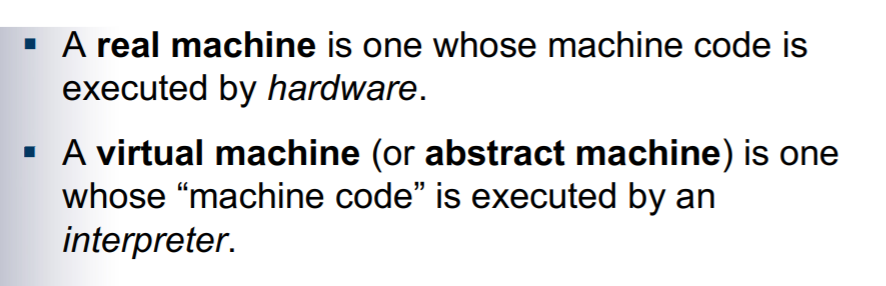 ▪ A real machine is one whose machine code is
executed by hardware.
▪ A virtual machine (or abstract machine) is one
whose “machine code” is executed by an
interpreter.